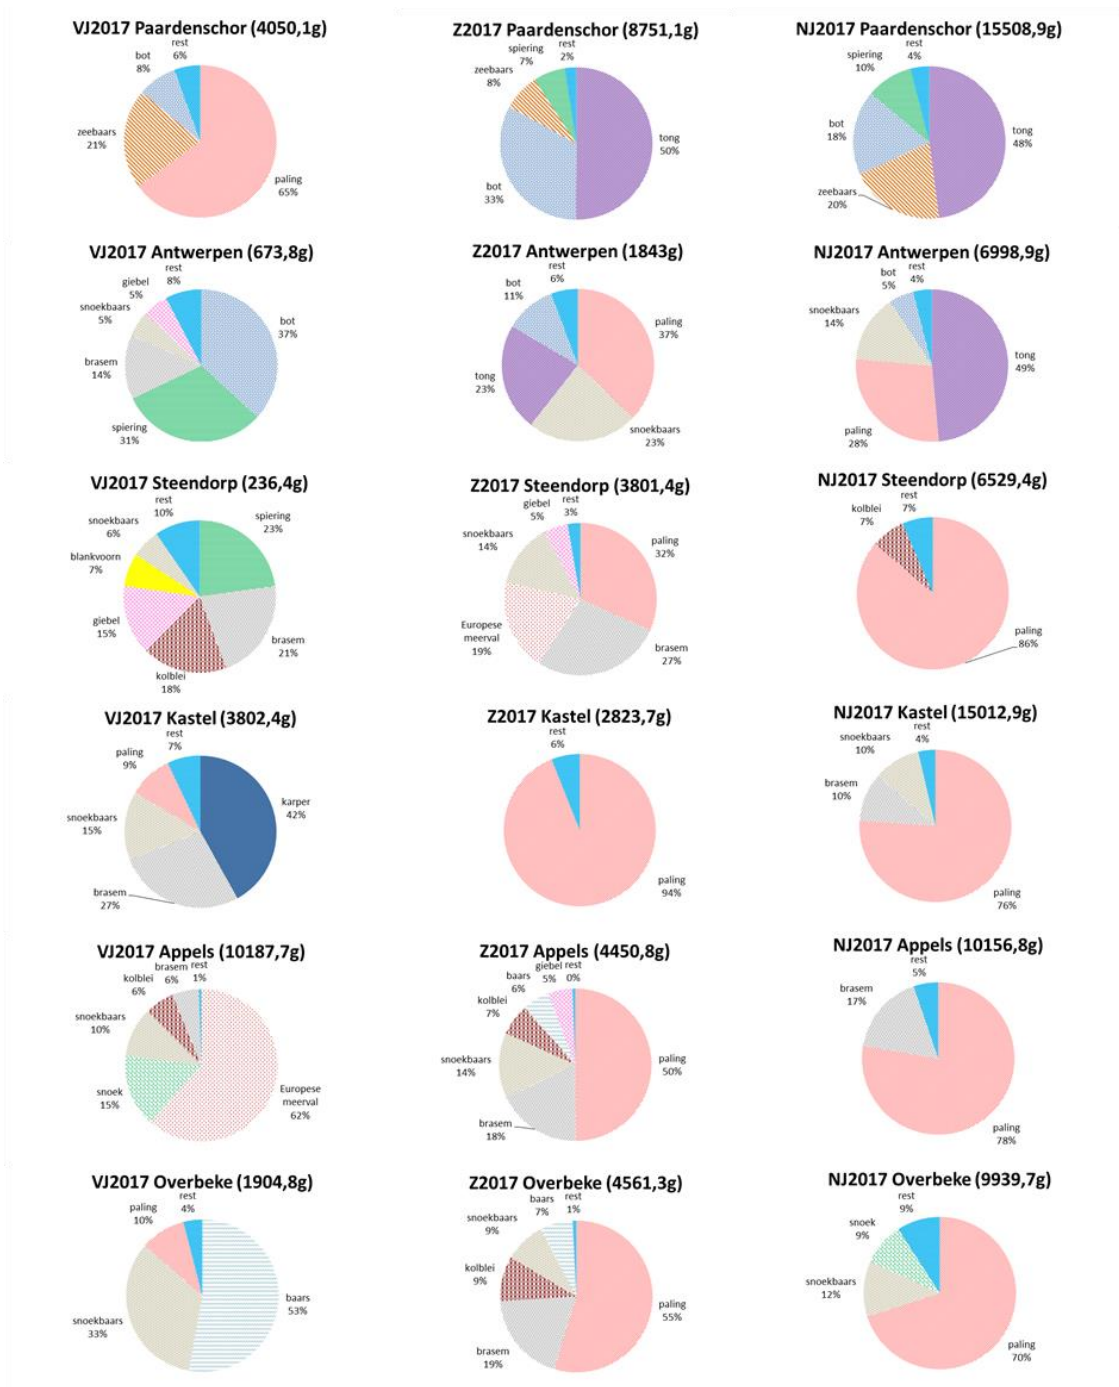 VJ2017 Paardenschor (4050,1g)
rest
6%
bot
8%
zeebaars
21%
paling
65%
Z2017 Paardenschor (8751,1g)
rest
2%
spiering
7%
zeebaars
8%
tong
50%
bot
33%
NJ2017 Paardenschor (15508,9g)
rest
4%
spiering
10%
bot
18%
tong
48%
zeebaars
20%
VJ2017 Antwerpen (673,8g)
rest
8%
giebel
5%
snoekbaars
5%
bot
37%
brasem
14%
spiering
31%
Z2017 Antwerpen (1843g)
rest
6%
bot
11%
paling
37%
tong
23%
snoekbaars
23%
NJ2017 Antwerpen (6998,9g)
rest
4%
bot
5%
snoekbaars
14%
tong
49%
paling
28%
VJ2017 Steendorp (236,4g)
rest
10%
snoekbaars
6%
spiering
23%
blankvoorn
7%
giebel
15%
brasem
21%
kolblei
18%
Z2017 Steendorp (3801,4g)
rest
3%
giebel
5%
snoekbaars
14%
paling
32%
Europese
meerval
19%
brasem
27%
NJ2017 Steendorp (6529,4g)
rest
7%
kolblei
7%
paling
86%
VJ2017 Kastel (3802,4g)
rest
7%
paling
9%
karper
42%
snoekbaars
15%
brasem
27%
Z2017 Kastel (2823,7g)
rest
6%
paling
94%
NJ2017 Kastel (15012,9g)
rest
4%
snoekbaars
10%
brasem
10%
paling
76%
VJ2017 Appels (10187,7g)
rest
1%
brasem
6%
kolblei
6%
snoekbaars
10%
snoek
15%
Europese
meerval
62%
Z2017 Appels (4450,8g)
rest
0%
giebel
5%
baars
6%
kolblei
7%
snoekbaars
14%
paling
50%
brasem
18%
NJ2017 Appels (10156,8g)
rest
5%
brasem
17%
paling
78%
VJ2017 Overbeke (1904,8g)
rest
4%
paling
10%
baars
53%
snoekbaars
33%
Z2017 Overbeke (4561,3g)
rest
1%
baars
7%
snoekbaars
9%
kolblei
9%
paling
55%
brasem
19%
NJ2017 Overbeke (9939,7g)
rest
9%
snoek
9%
snoekbaars
12%
paling
70%